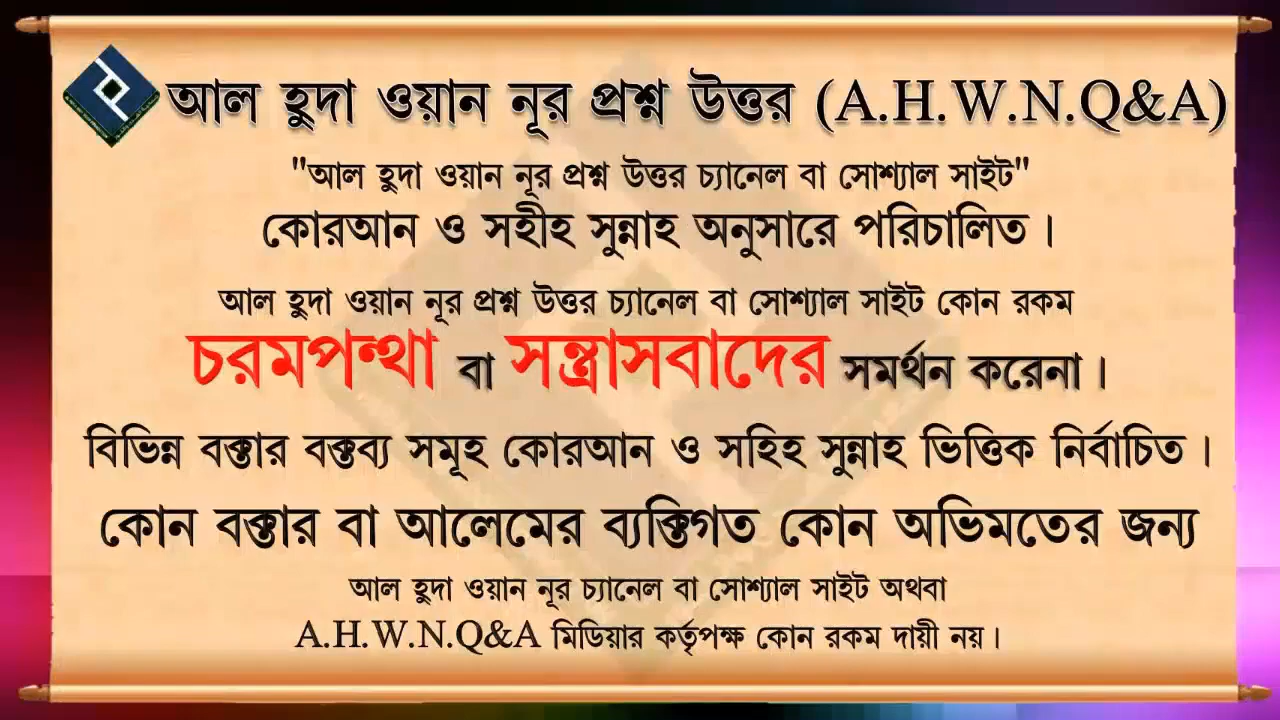 আল হুদা ওয়ান নূর প্রশ্ন উত্তর (A.H.W.N.Q&A)
"আল হুদা ওয়ান নূর প্রশ্ন উত্তর চ্যানেল বা সোশ্যাল সাইট"
কোরআন ও সহীহ সুন্নাহ অনুসারে পরিচালিত।
আল হুদা ওয়ান নূর প্রশ্ন উত্তর চ্যানেল বা সোশ্যাল সাইট কোন রকম
চরমপন্থা বা সন্ত্রাসবাদের সমর্থন করেনা।
বিভিন্ন বক্তার বক্তব্য সমূহ কোরআন ও সহিহ সুন্নাহ ভিত্তিক নির্বাচিত।
কোন বক্তার বা আলেমের ব্যক্তিগত কোন অভিমতের জন্য
আল হুদা ওয়ান নূর চ্যানেল বা সোশ্যাল সাইট অথবা
A.H.W.N.Q&A মিডিয়ার কর্তৃপক্ষ কোন রকম দায়ী নয়।